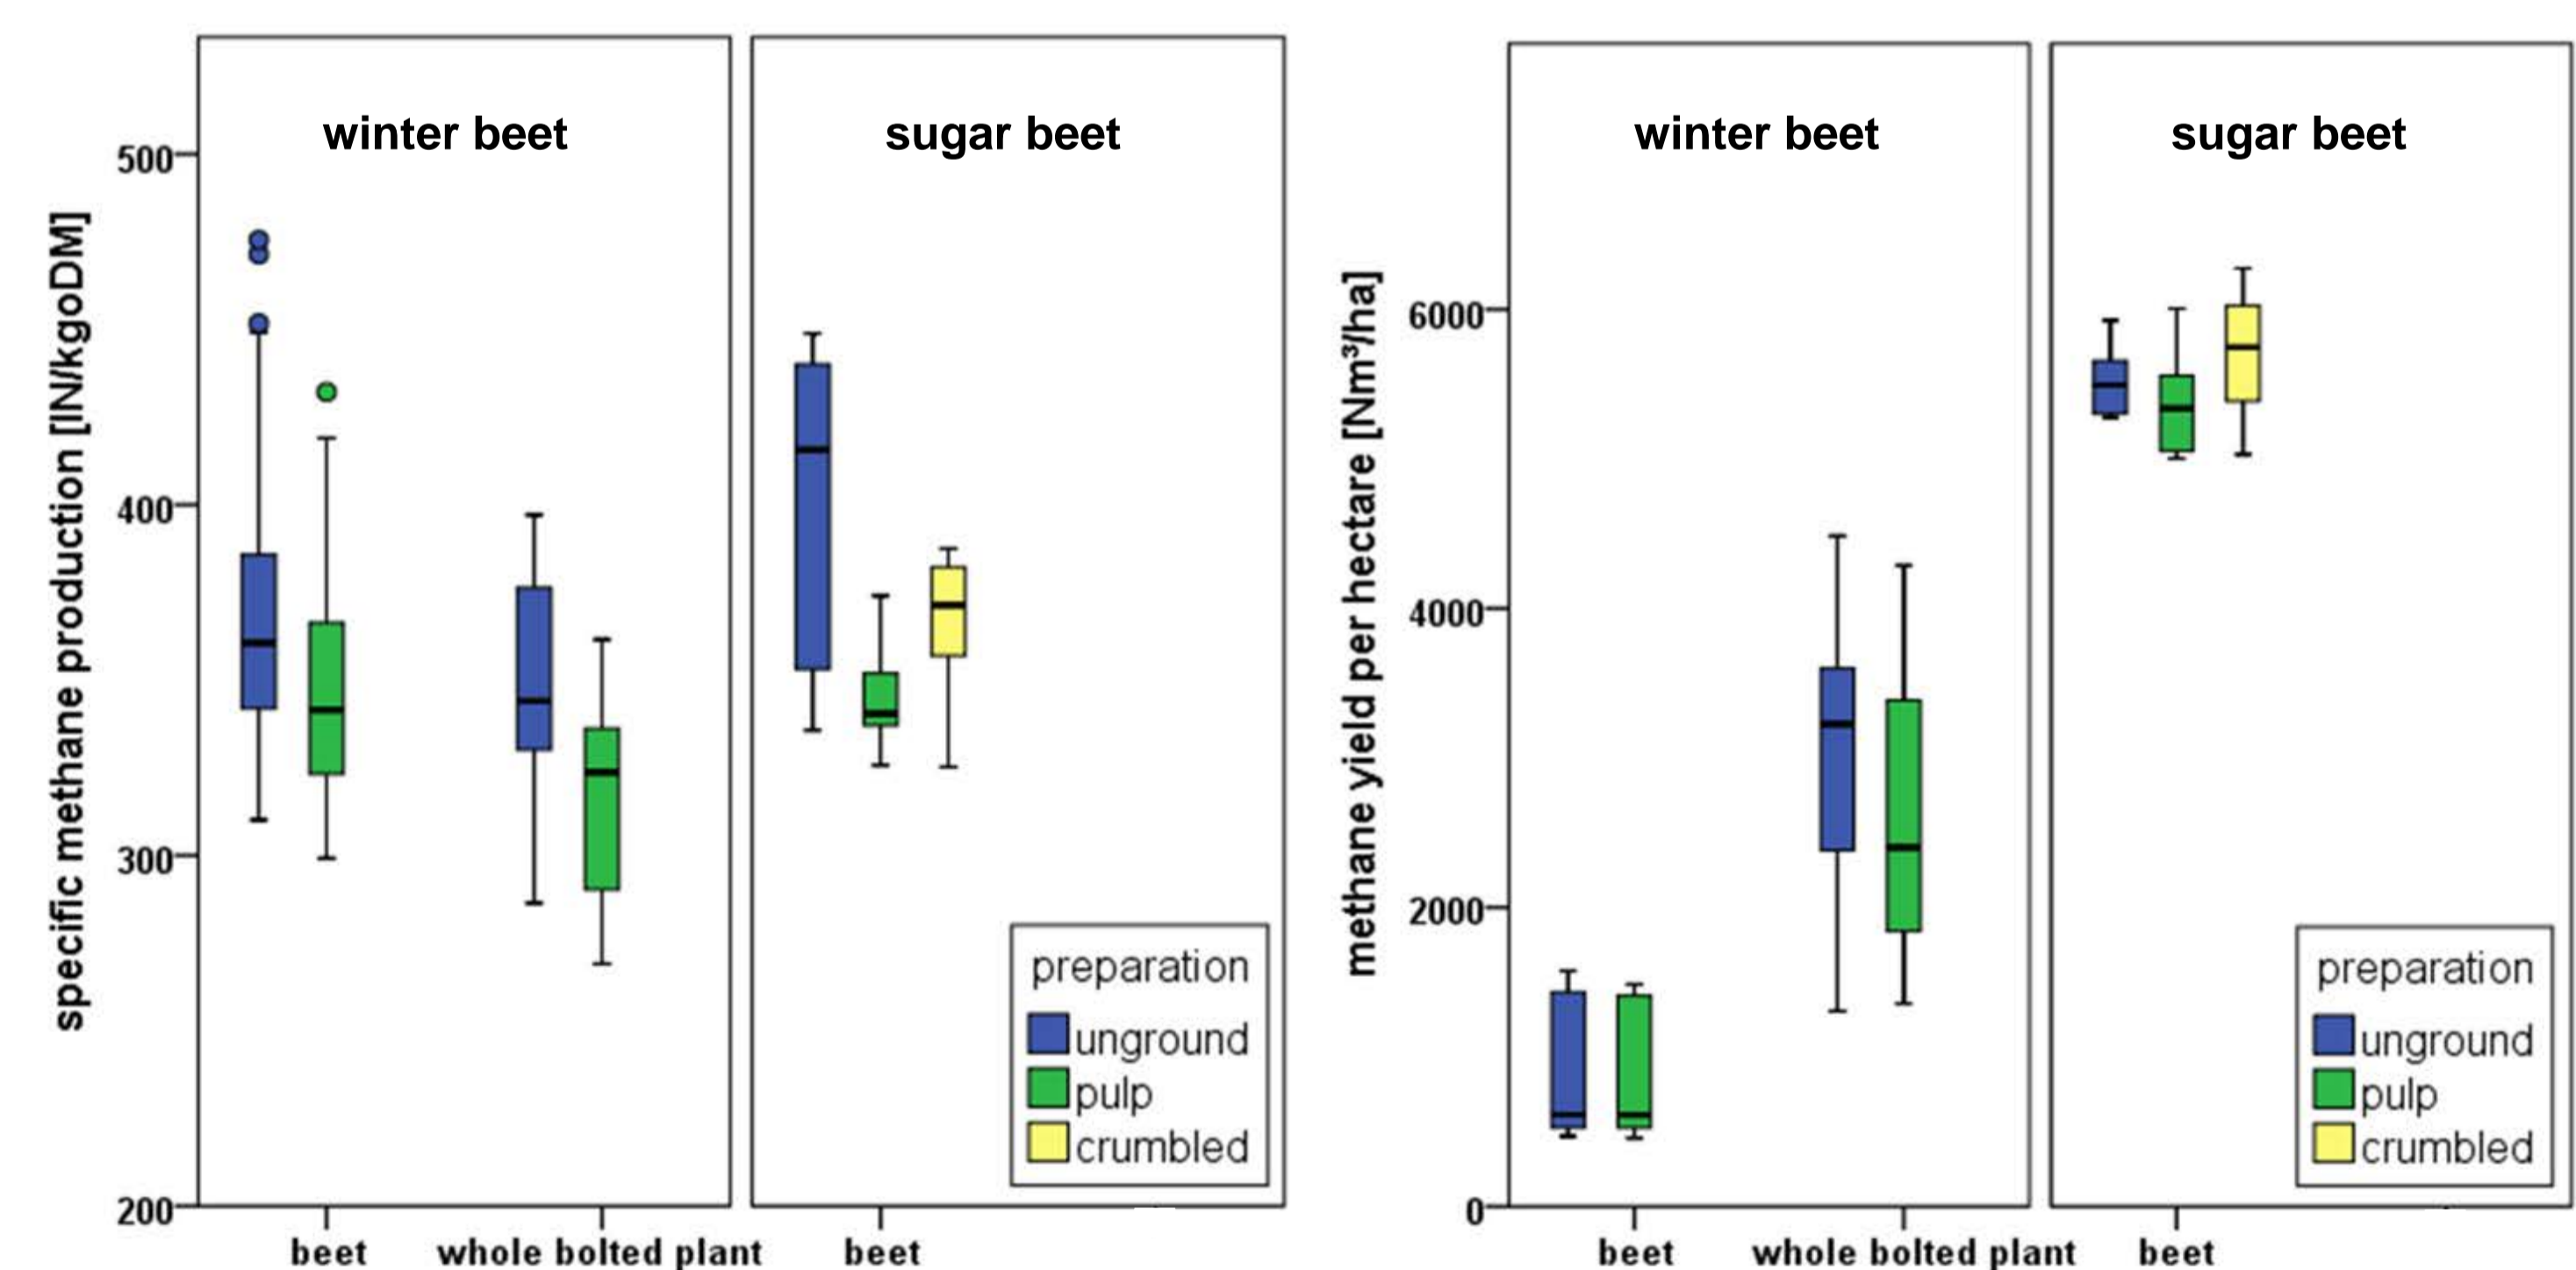 winter beet
sugar beet
specific methane production [lN/kgoDM]
500
400
300
200
beet
whole bolted plant
beet
preparation
unground
pulp
crumbled
winter beet
sugar beet
methane yield per hectare [Nm³/ha]
6000
4000
2000
0
beet
whole bolted plant
beet
preparation
unground
pulp
crumbled